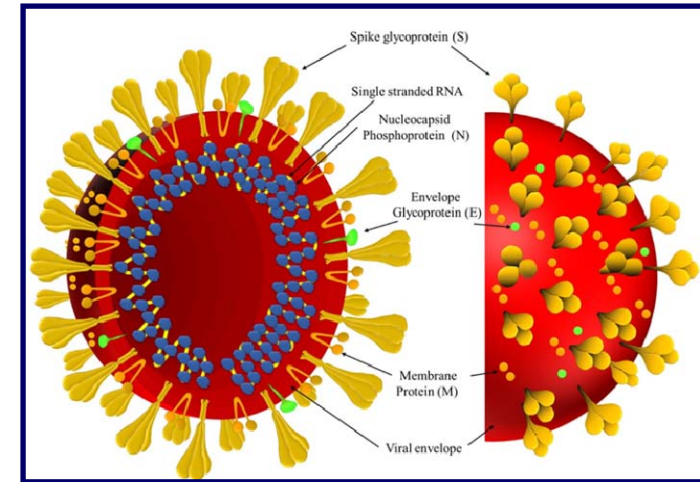 Spike glycoprotein (S)
Single stranded RNA
Nucleocapsid
Phosphoprotein (N)
Envelope
Glycoprotein (E)
Membrane
Protein (M)
Viral envelope